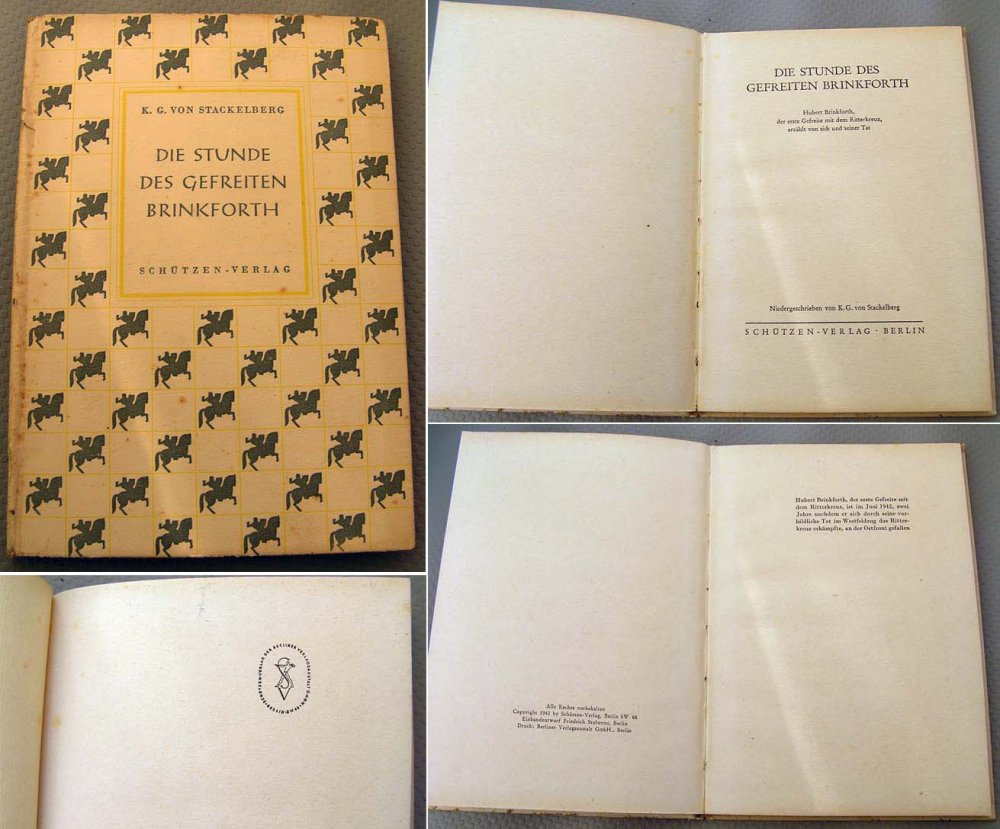 K. G. VON STACKELBERG
DIE STUNDE
DES GEFREITEN
BRINKFORTH
SCHÜTZEN-VERLAG
DIE STUNDE DES
GEFREITEN BRINKFORTH
Hubert Brinkforth,
der erste Gefreite mit dem Ritterkreuz,
erzählt von sich und seiner Tat
Niedergeschrieben von K. G. von Stackelberg
SCHÜTZEN-VERLAG · BERLIN
Hubert Brinkforth, der erste Gefreite mit
dem Ritterkreuz, ist im Juni 1942, zwei
Jahre nachdem er sich durch seine vor-
bildliche Tat im Westfeldzug das Ritter-
kreuz erkämpfte, an der Ostfront gefallen
Alle Rechte vorbehalten
Copyright 1942 by Schützen-Verlag, Berlin SW 68
Einbandentwurf Friedrich Stabenau, Berlin
Druck: Berliner Verlagsanstalt GmbH., Berlin